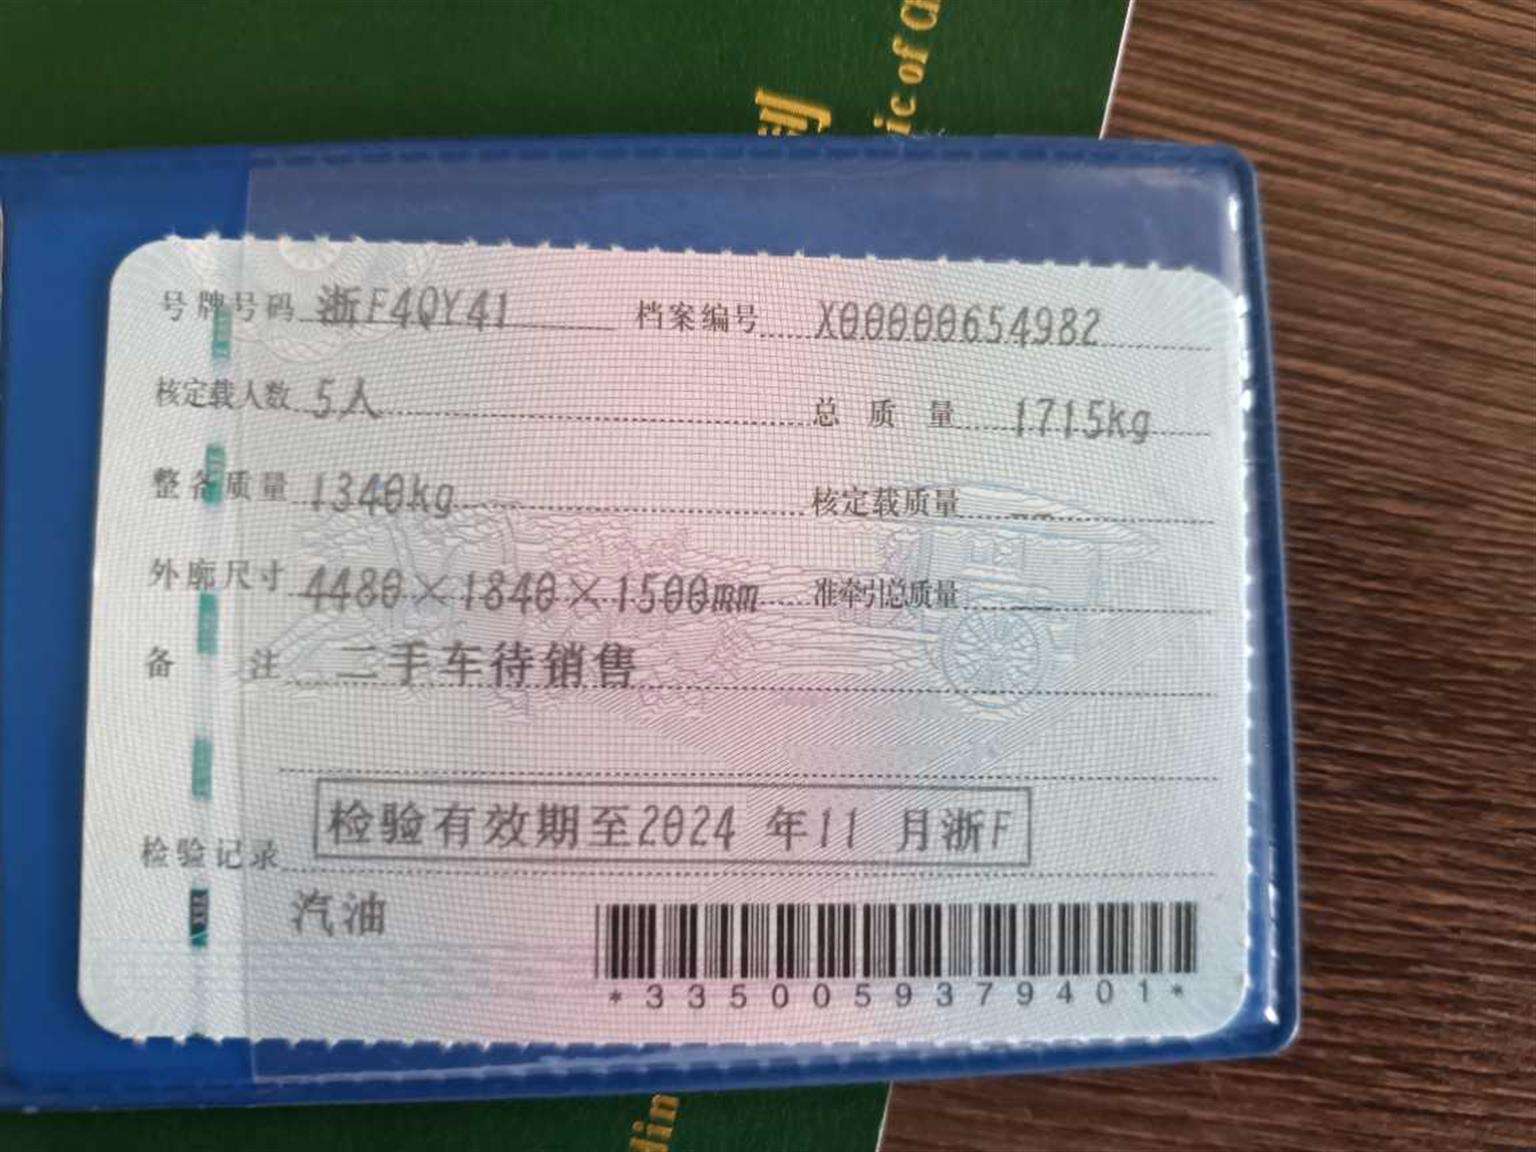 ic of C
号牌号码 浙F4QY41 档案编号 X00000654982
核定载人数 5人 总质量 1715kg
整备质量 1340kg 核定载质量 --
外廓尺寸 4480×1840×1500mm 准牵引总质量 --
备注 二手车待销售
检验记录 检验有效期至2024 年11 月浙F
汽油
*3350059379401*
din